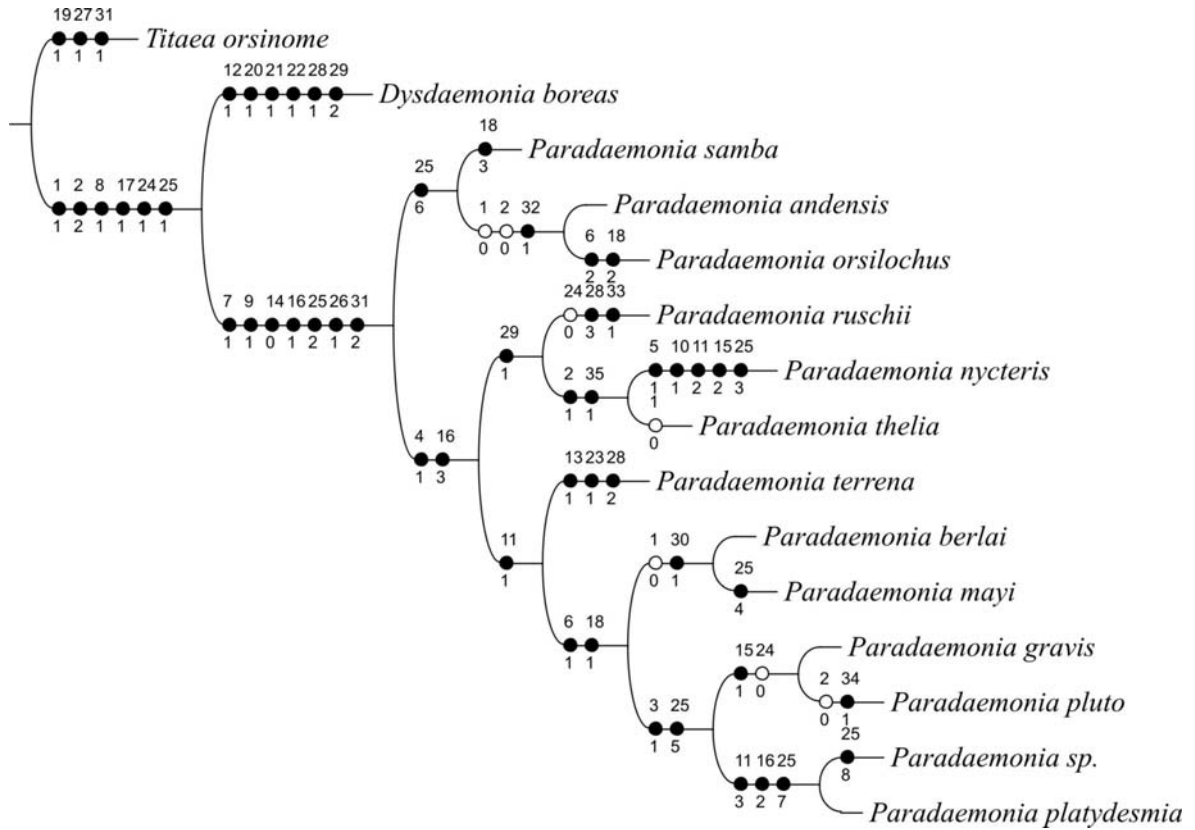 19 27 31
Titaea orsinome
1 1 1
12 20 21 22 28 29
Dysdaemonia boreas
1 1 1 1 1 2
18
Paradaemonia samba
3
1 2 8 17 24 25
1 2 1 1 1 1
25
6
1 2 32
0 0 1
Paradaemonia andensis
6 18
Paradaemonia orsilochus
2 2
7 9 14 16 25 26 31
1 1 0 1 2 1 2
24 28 33
Paradaemonia ruschii
0 3 1
29
1
5 10 11 15 25
Paradaemonia nycteris
1 1 2 2 3
2 35
1 1
1
Paradaemonia thelia
0
4 16
1 3
13 23 28
Paradaemonia terrena
1 1 2
11
1
1 30
0 1
Paradaemonia berlai
25
Paradaemonia mayi
4
6 18
1 1
15 24
1 0
Paradaemonia gravis
2 34
Paradaemonia pluto
0 1
3 25
1 5
25
Paradaemonia sp.
8
11 16 25
3 2 7
Paradaemonia platydesmia